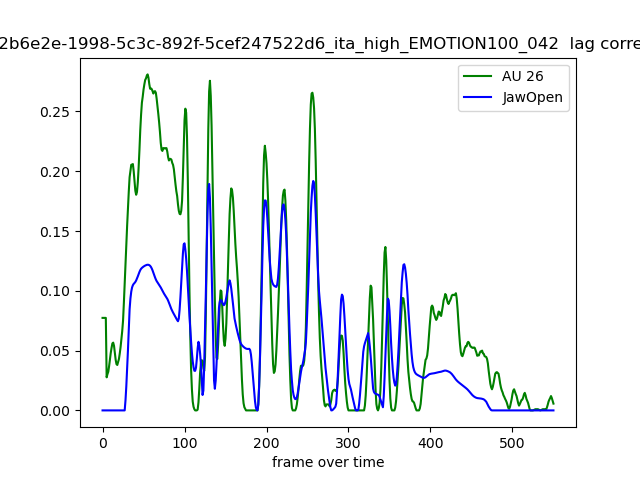 2b6e2e-1998-5c3c-892f-5cef247522d6_ita_high_EMOTION100_042 lag corre
AU 26
JawOpen
0.25
0.20
0.15
0.10
0.05
0.00
0 100 200 300 400 500
frame over time